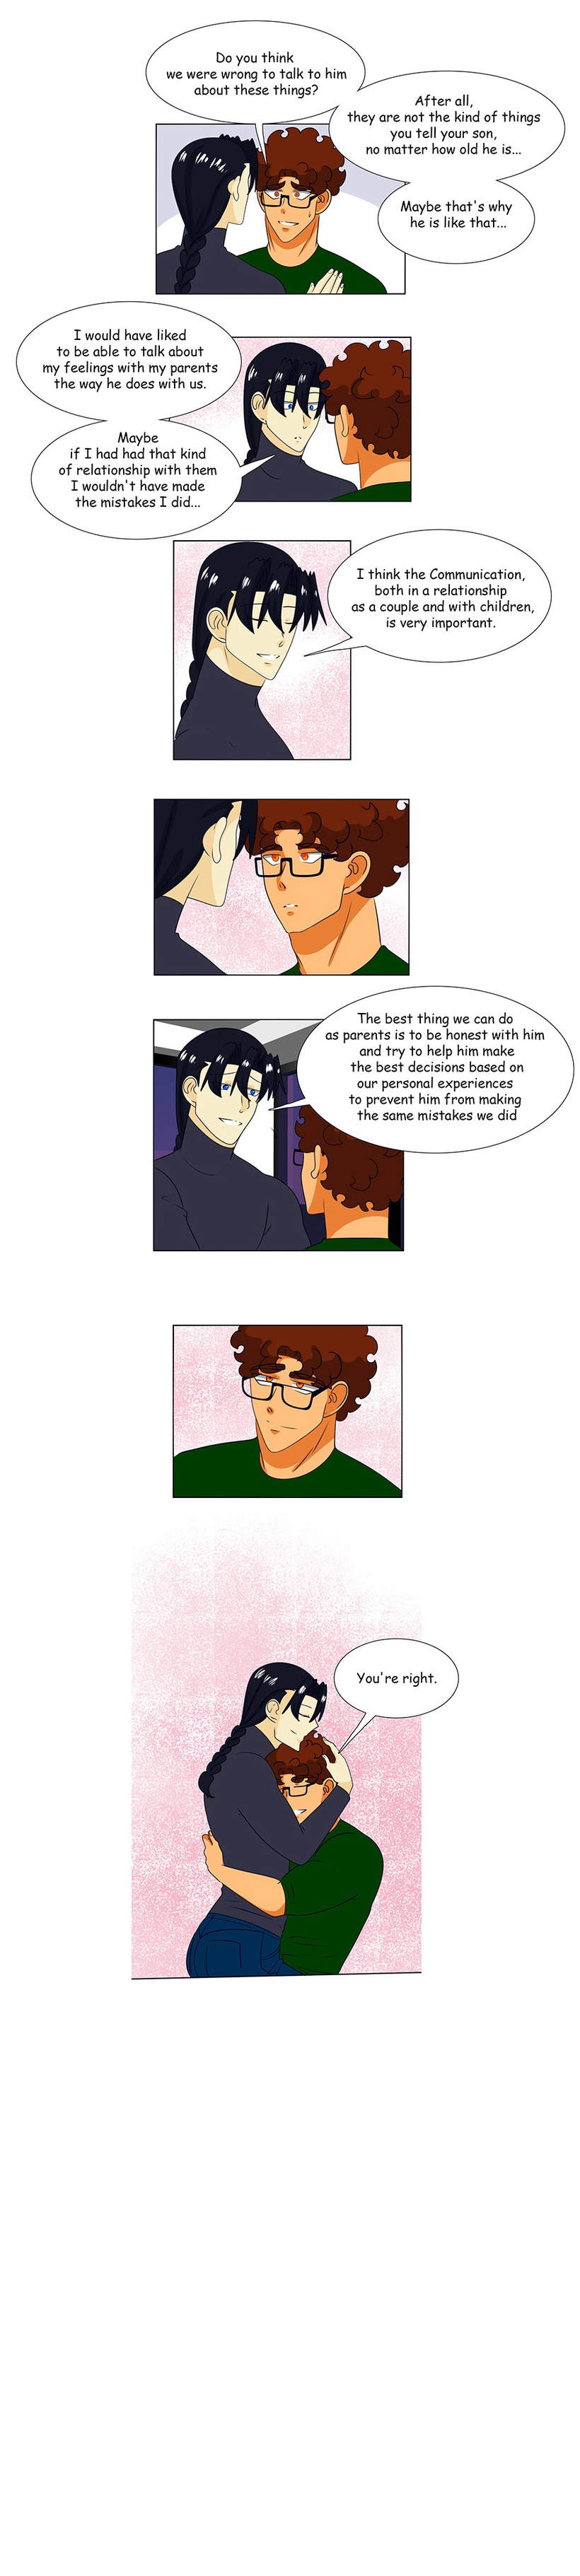 Do you think
we were wrong to talk to him
about these things?
After all,
they are not the kind of things
you tell your son,
no matter how old he is...
Maybe that's why
he is like that...
I would have liked
to be able to talk about
my feelings with my parents
the way he does with us.
Maybe
if I had had that kind
of relationship with them
I wouldn't have made
the mistakes I did...
I think the Communication,
both in a relationship
as a couple and with children,
is very important.
The best thing we can do
as parents is to be honest with him
and try to help him make
the best decisions based on
our personal experiences
to prevent him from making
the same mistakes we did
You're right.